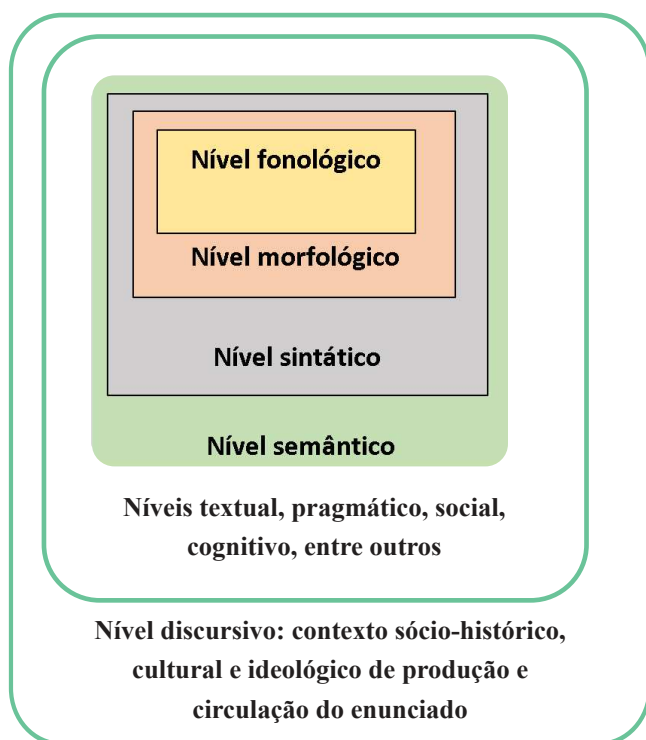 Nível fonológico
Nível morfológico
Nível sintático
Nível semântico
Níveis textual, pragmático, social,
cognitivo, entre outros
Nível discursivo: contexto sócio-histórico,
cultural e ideológico de produção e
circulação do enunciado